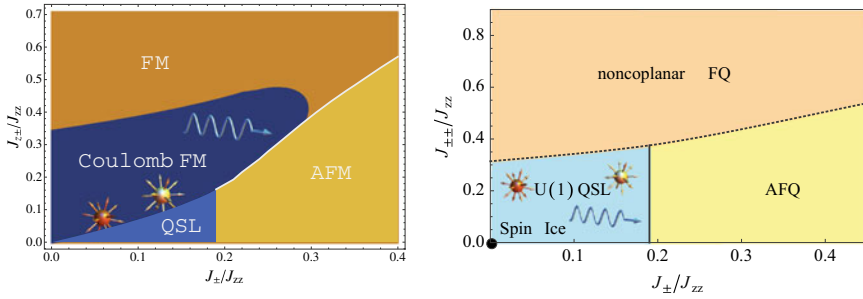 0.7
0.6
0.5
0.4
0.3
0.2
0.1
0.0
J_{z±}/J_{zz}
FM
Coulomb FM
QSL
AFM
0.0 0.1 0.2 0.3 0.4
J_±/J_{zz}
0.8
0.6
0.4
0.2
0.0
J_{±±}/J_{zz}
noncoplanar FQ
U(1) QSL
Spin Ice
AFQ
0.1 0.2 0.3 0.4
J_±/J_{zz}